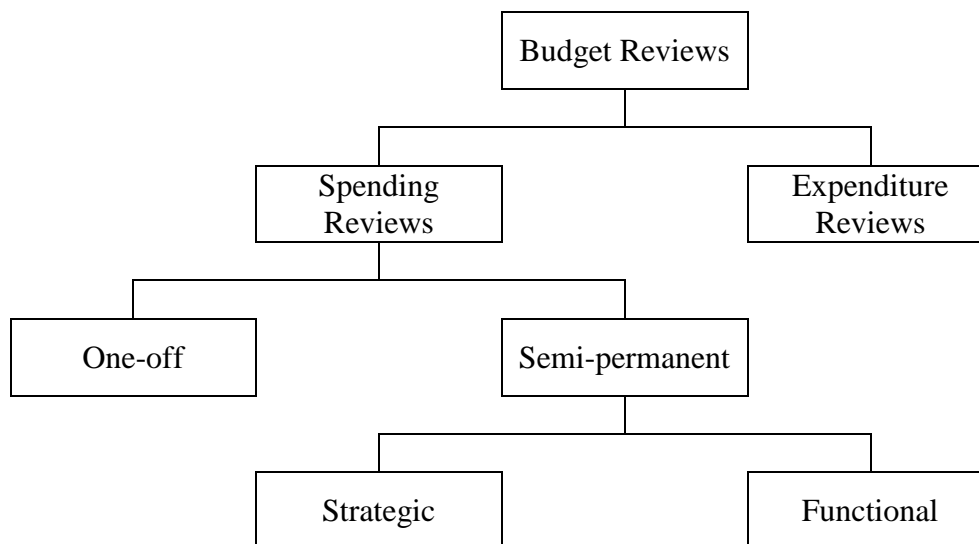 Budget Reviews
Spending
Reviews
Expenditure
Reviews
One-off
Semi-permanent
Strategic
Functional